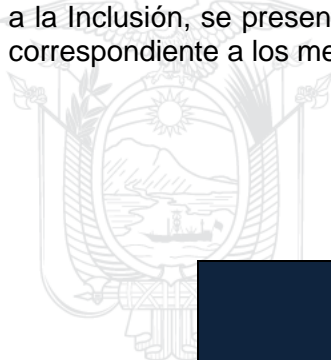 a la Inclusión, se presen
correspondiente a los me